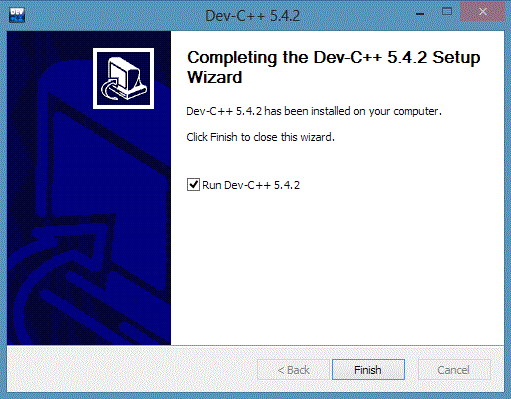 Dev-C++ 5.4.2
Completing the Dev-C++ 5.4.2 Setup
Wizard
Dev-C++ 5.4.2 has been installed on your computer.
Click Finish to close this wizard.
Run Dev-C++ 5.4.2
< Back
Finish
Cancel